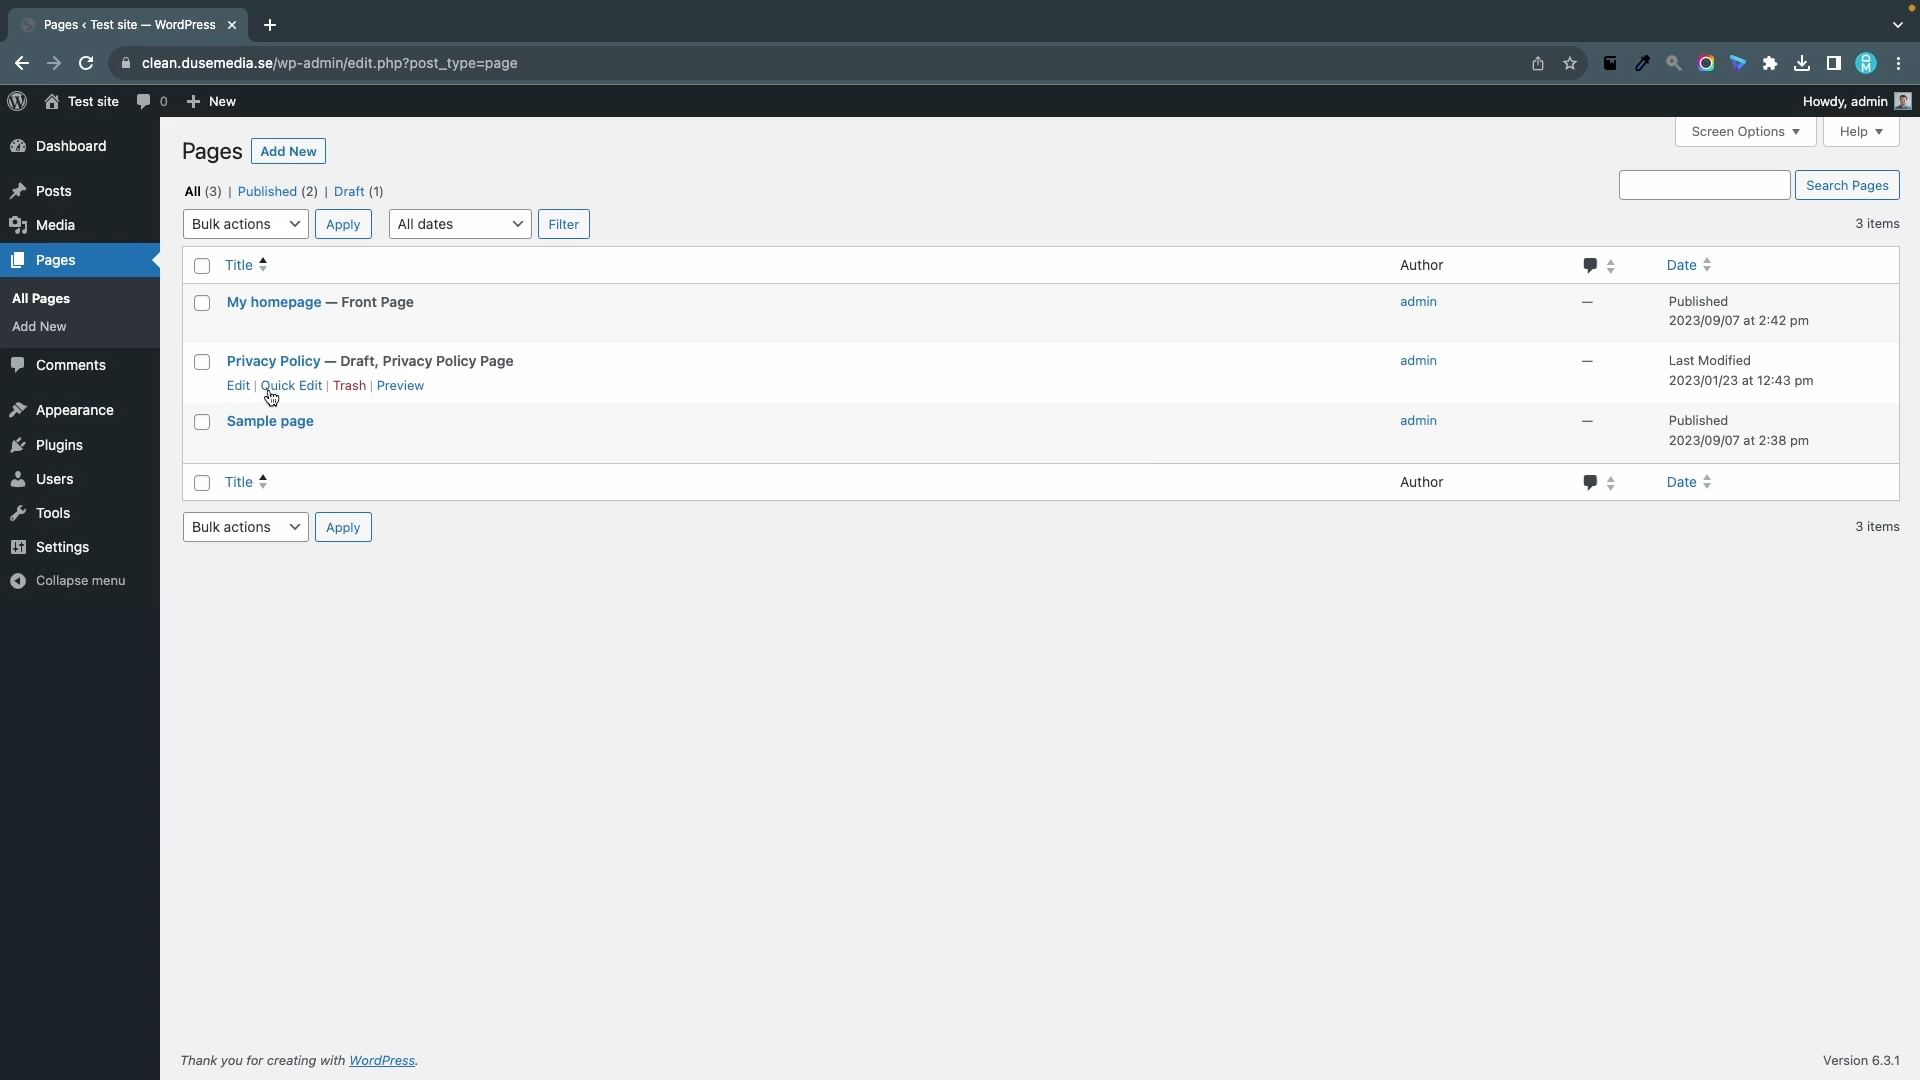 Pages ‹ Test site — WordPress
clean.dusemedia.se/wp-admin/edit.php?post_type=page
Test site 0 New Howdy, admin
Screen Options Help
Dashboard
Posts
Media
Pages
All Pages
Add New
Comments
Appearance
Plugins
Users
Tools
Settings
Collapse menu
Pages Add New
All (3) | Published (2) | Draft (1)
Search Pages
Bulk actions Apply All dates Filter 3 items
Title Author Date
My homepage — Front Page admin — Published
2023/09/07 at 2:42 pm
Privacy Policy — Draft, Privacy Policy Page admin — Last Modified
Edit | Quick Edit | Trash | Preview 2023/01/23 at 12:43 pm
Sample page admin — Published
2023/09/07 at 2:38 pm
Title Author Date
Bulk actions Apply 3 items
Thank you for creating with WordPress. Version 6.3.1